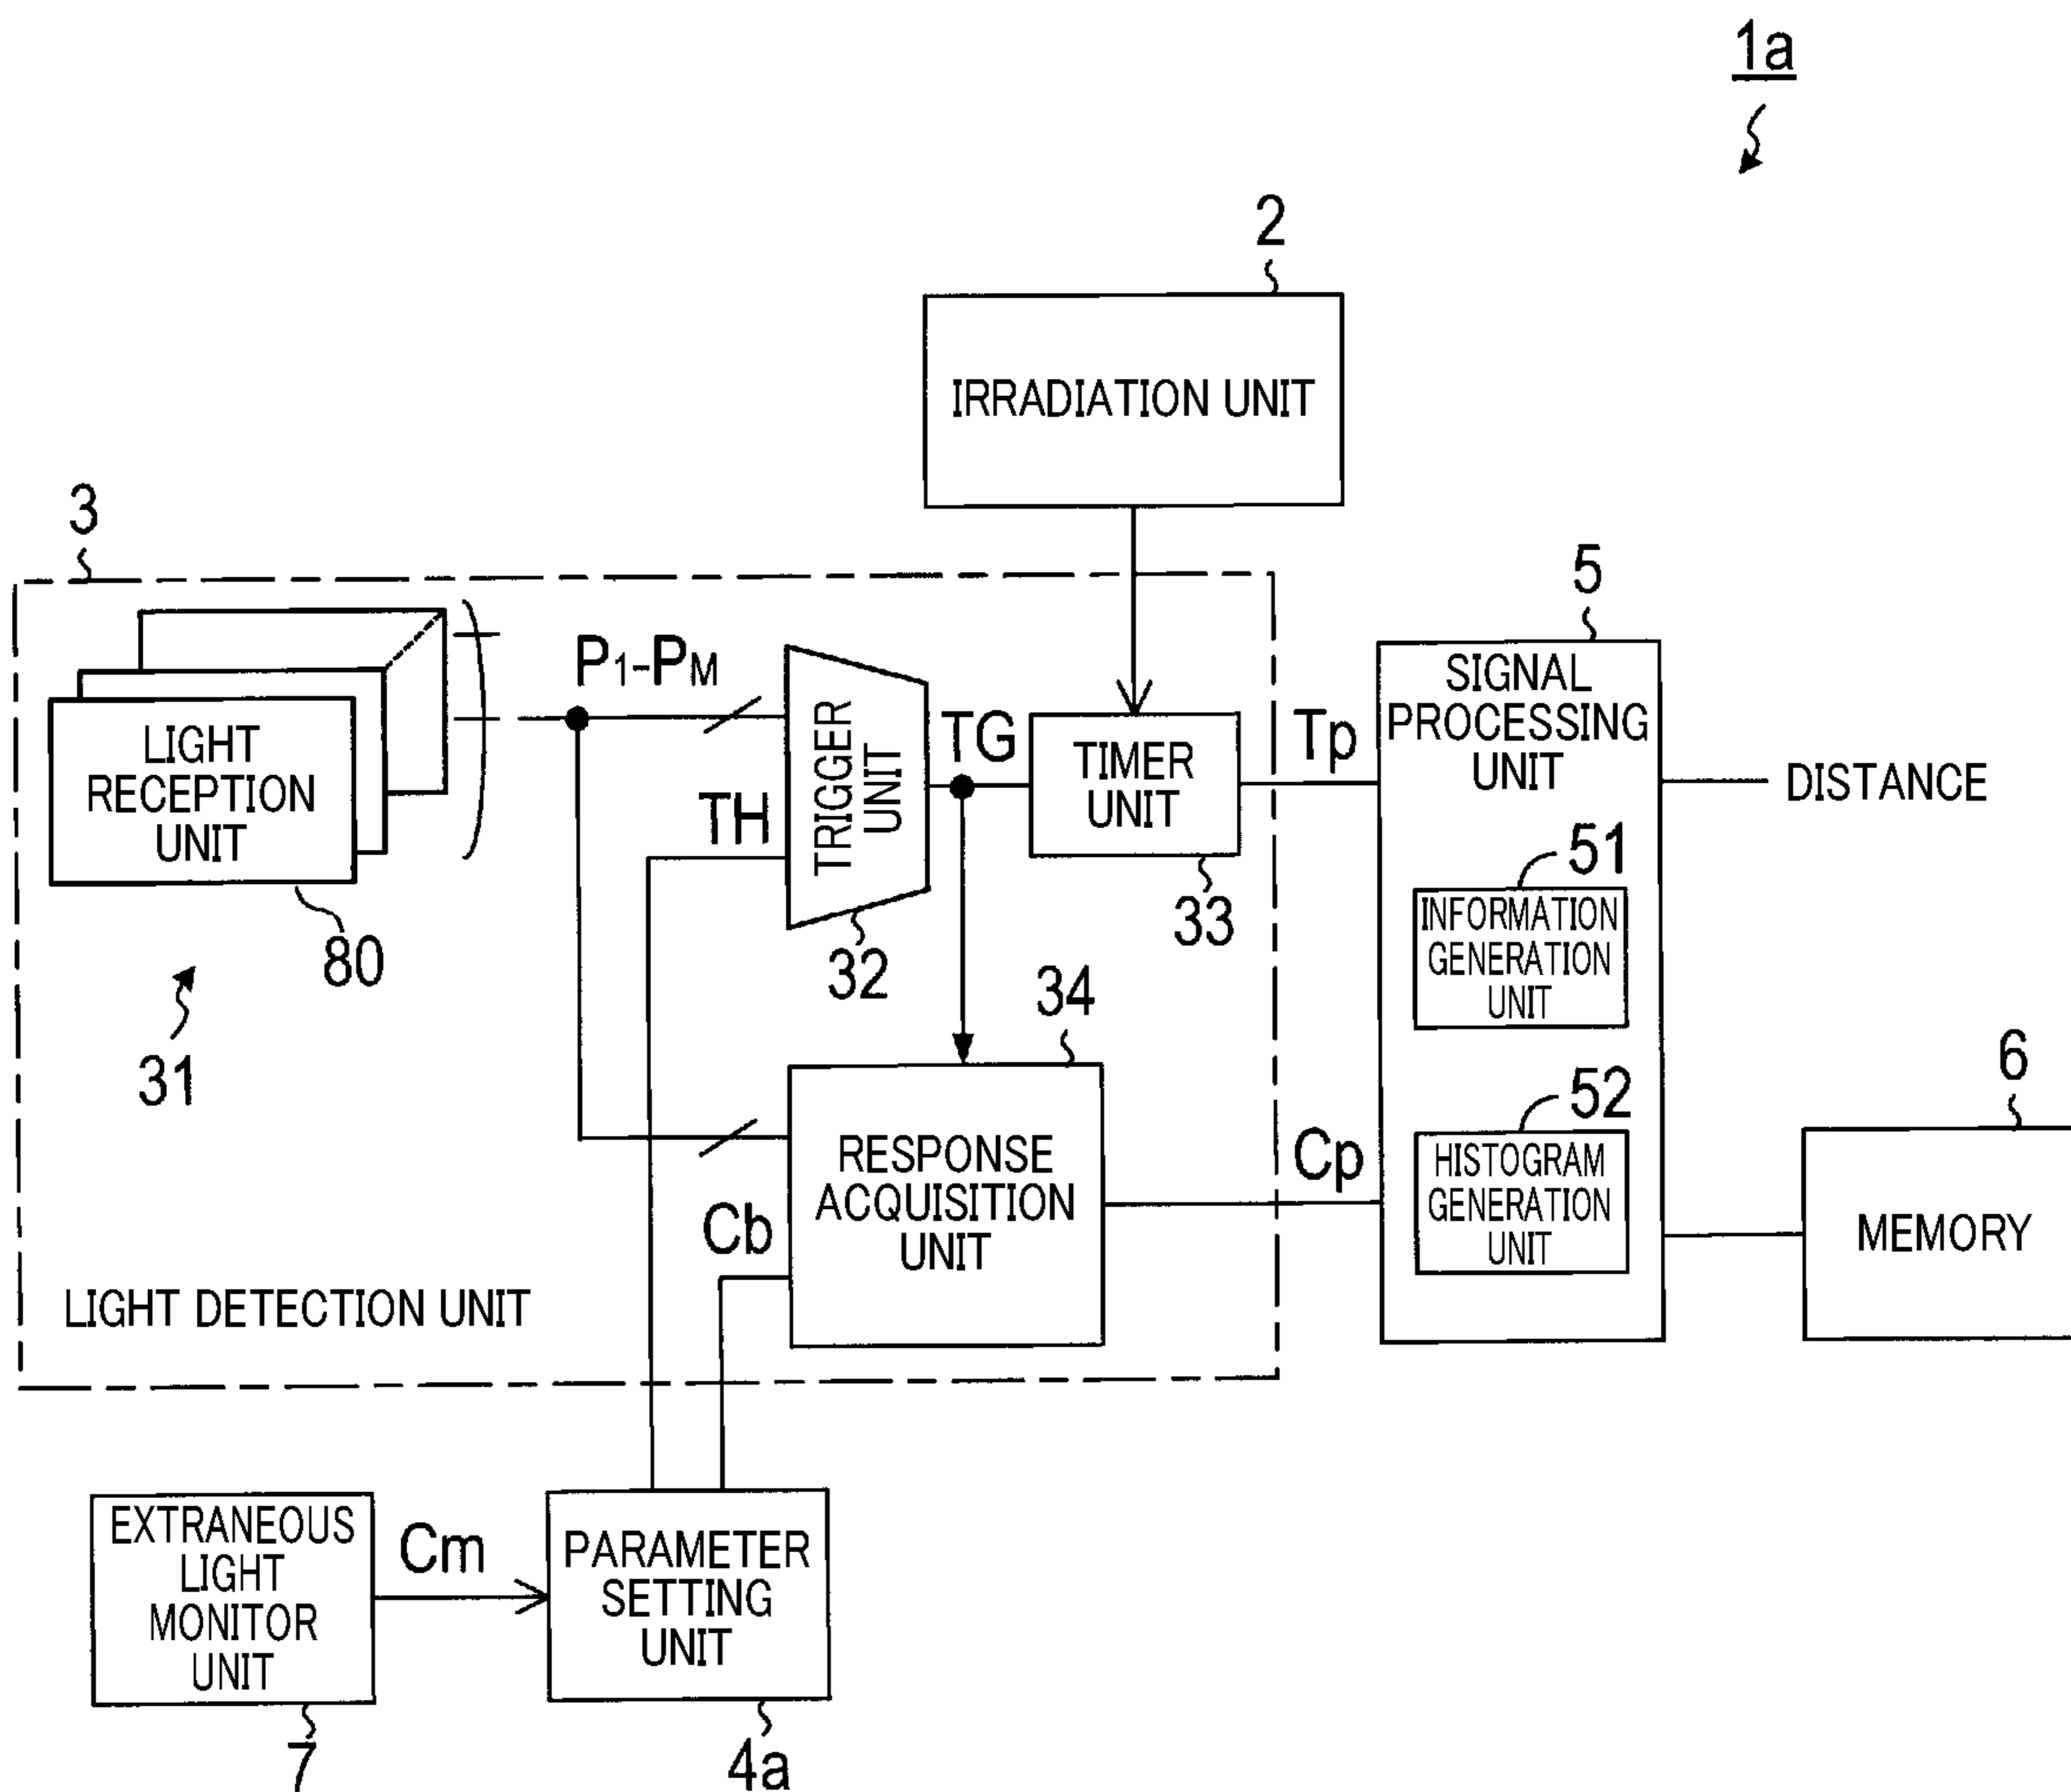 1a
2
IRRADIATION UNIT
3
5
P1-PM
TRIGGER
UNIT
TG
TIMER
UNIT
Tp
SIGNAL
PROCESSING
UNIT
DISTANCE
LIGHT
RECEPTION
UNIT
TH
80
31
32
33
34
51
INFORMATION
GENERATION
UNIT
52
HISTOGRAM
GENERATION
UNIT
6
MEMORY
RESPONSE
ACQUISITION
UNIT
Cb
Cp
LIGHT DETECTION UNIT
EXTRANEOUS
LIGHT
MONITOR
UNIT
Cm
PARAMETER
SETTING
UNIT
7
4a